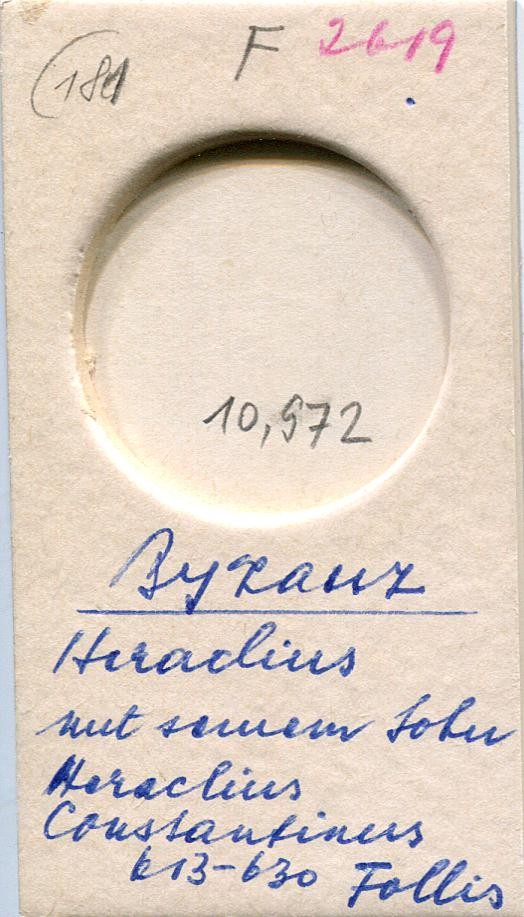 (181 F 2619
10,972
Byzanz
Heraclius
mit seinem Sohn
Heraclius
Constantinus
613-630 Follis